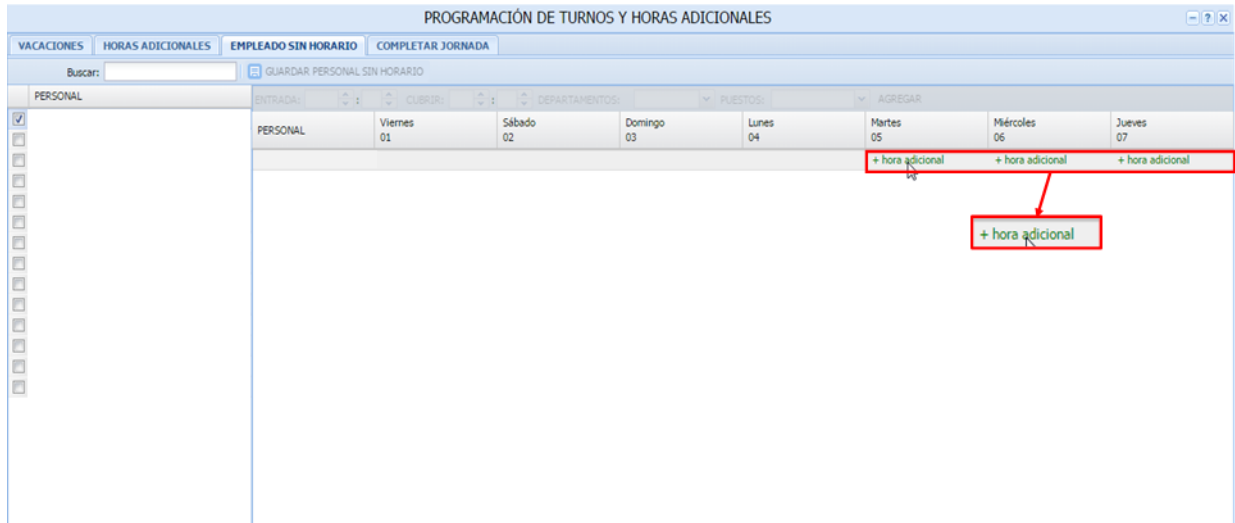 PROGRAMACIÓN DE TURNOS Y HORAS ADICIONALES
VACACIONES HORAS ADICIONALES EMPLEADO SIN HORARIO COMPLETAR JORNADA
Buscar: GUARDAR PERSONAL SIN HORARIO
PERSONAL
ENTRADA: : CUBRIR: : DEPARTAMENTOS: PUESTOS: AGREGAR
PERSONAL Viernes 01 Sábado 02 Domingo 03 Lunes 04 Martes 05 Miércoles 06 Jueves 07
+ hora adicional + hora adicional + hora adicional
+ hora adicional